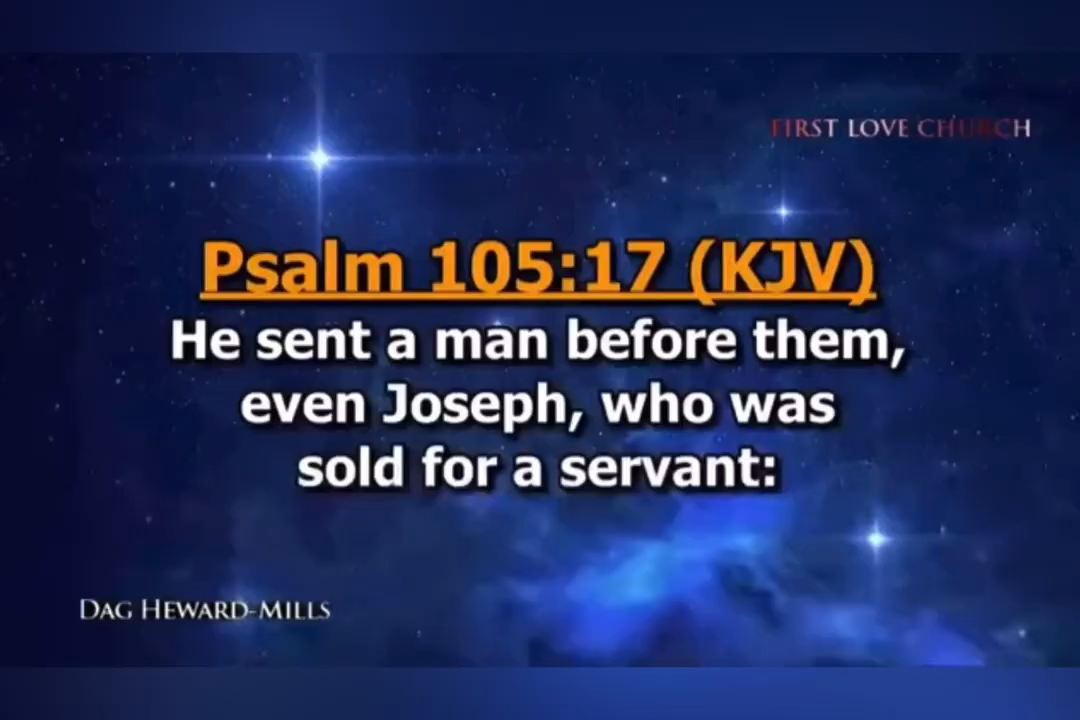 FIRST LOVE CHURCH
Psalm 105:17 (KJV)
He sent a man before them,
even Joseph, who was
sold for a servant:
DAG HEWARD-MILLS